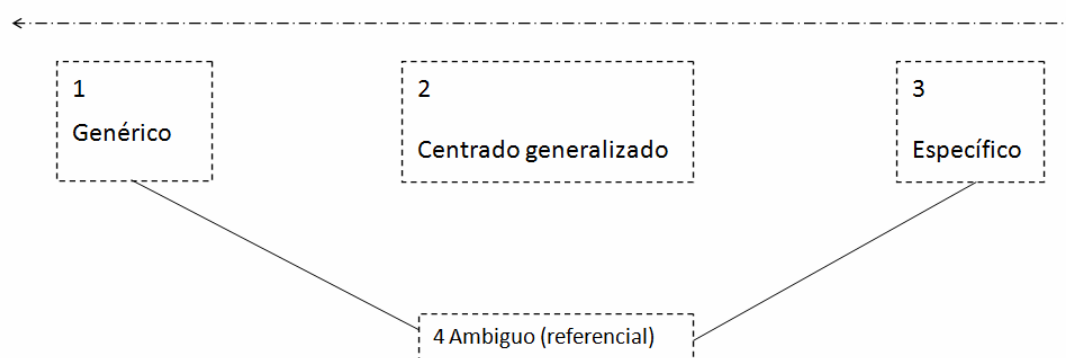 1
Genérico
2
Centrado generalizado
3
Específico
4 Ambiguo (referencial)